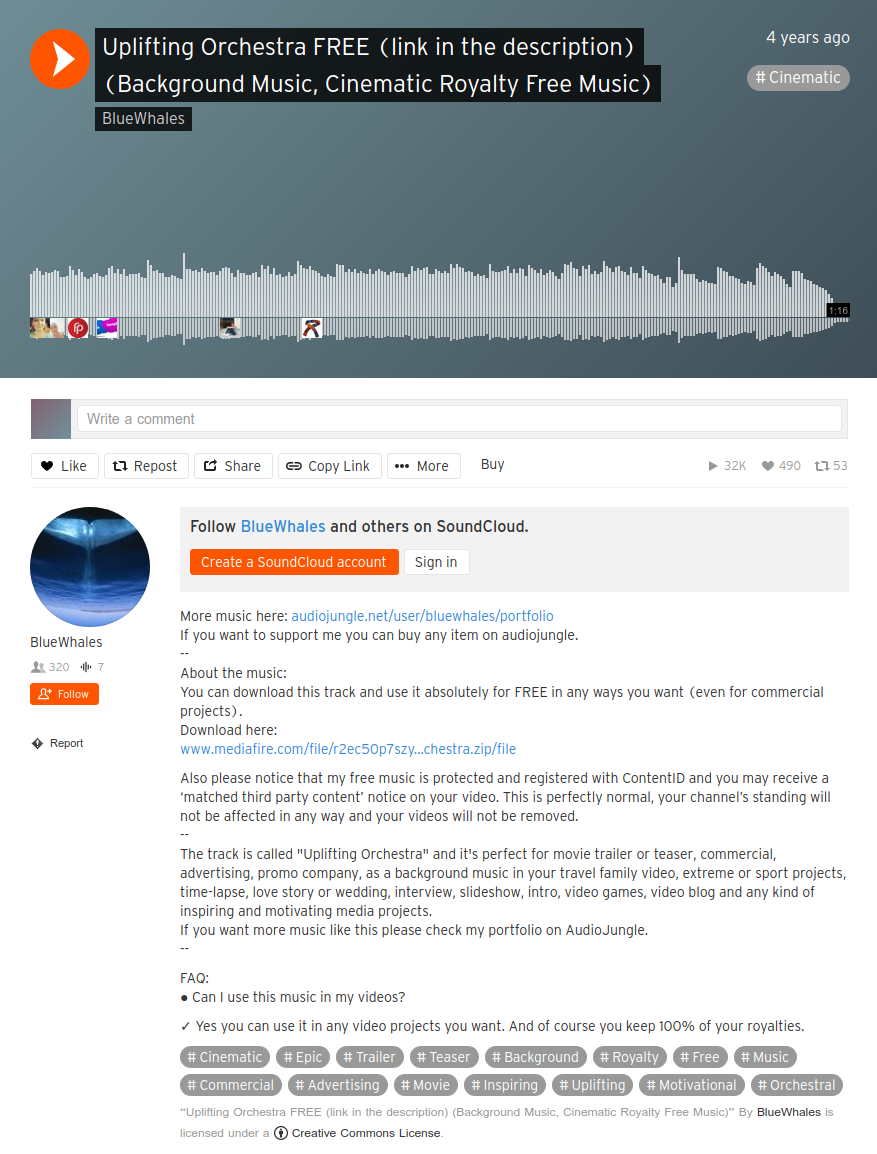 Uplifting Orchestra FREE (link in the description)
(Background Music, Cinematic Royalty Free Music)
BlueWhales
4 years ago
# Cinematic
1:16
Write a comment
Like
Repost
Share
Copy Link
More
Buy
32K
490
53
Follow BlueWhales and others on SoundCloud.
Create a SoundCloud account
Sign in
BlueWhales
320
7
Follow
Report
More music here: audiojungle.net/user/bluewhales/portfolio
If you want to support me you can buy any item on audiojungle.
--
About the music:
You can download this track and use it absolutely for FREE in any ways you want (even for commercial
projects).
Download here:
www.mediafire.com/file/r2ec50p7szy…chestra.zip/file
Also please notice that my free music is protected and registered with ContentID and you may receive a
‘matched third party content’ notice on your video. This is perfectly normal, your channel’s standing will
not be affected in any way and your videos will not be removed.
--
The track is called "Uplifting Orchestra" and it's perfect for movie trailer or teaser, commercial,
advertising, promo company, as a background music in your travel family video, extreme or sport projects,
time-lapse, love story or wedding, interview, slideshow, intro, video games, video blog and any kind of
inspiring and motivating media projects.
If you want more music like this please check my portfolio on AudioJungle.
--
FAQ:
● Can I use this music in my videos?
✓ Yes you can use it in any video projects you want. And of course you keep 100% of your royalties.
# Cinematic # Epic # Trailer # Teaser # Background # Royalty # Free # Music
# Commercial # Advertising # Movie # Inspiring # Uplifting # Motivational # Orchestral
“Uplifting Orchestra FREE (link in the description) (Background Music, Cinematic Royalty Free Music)” By BlueWhales is
licensed under a Creative Commons License.